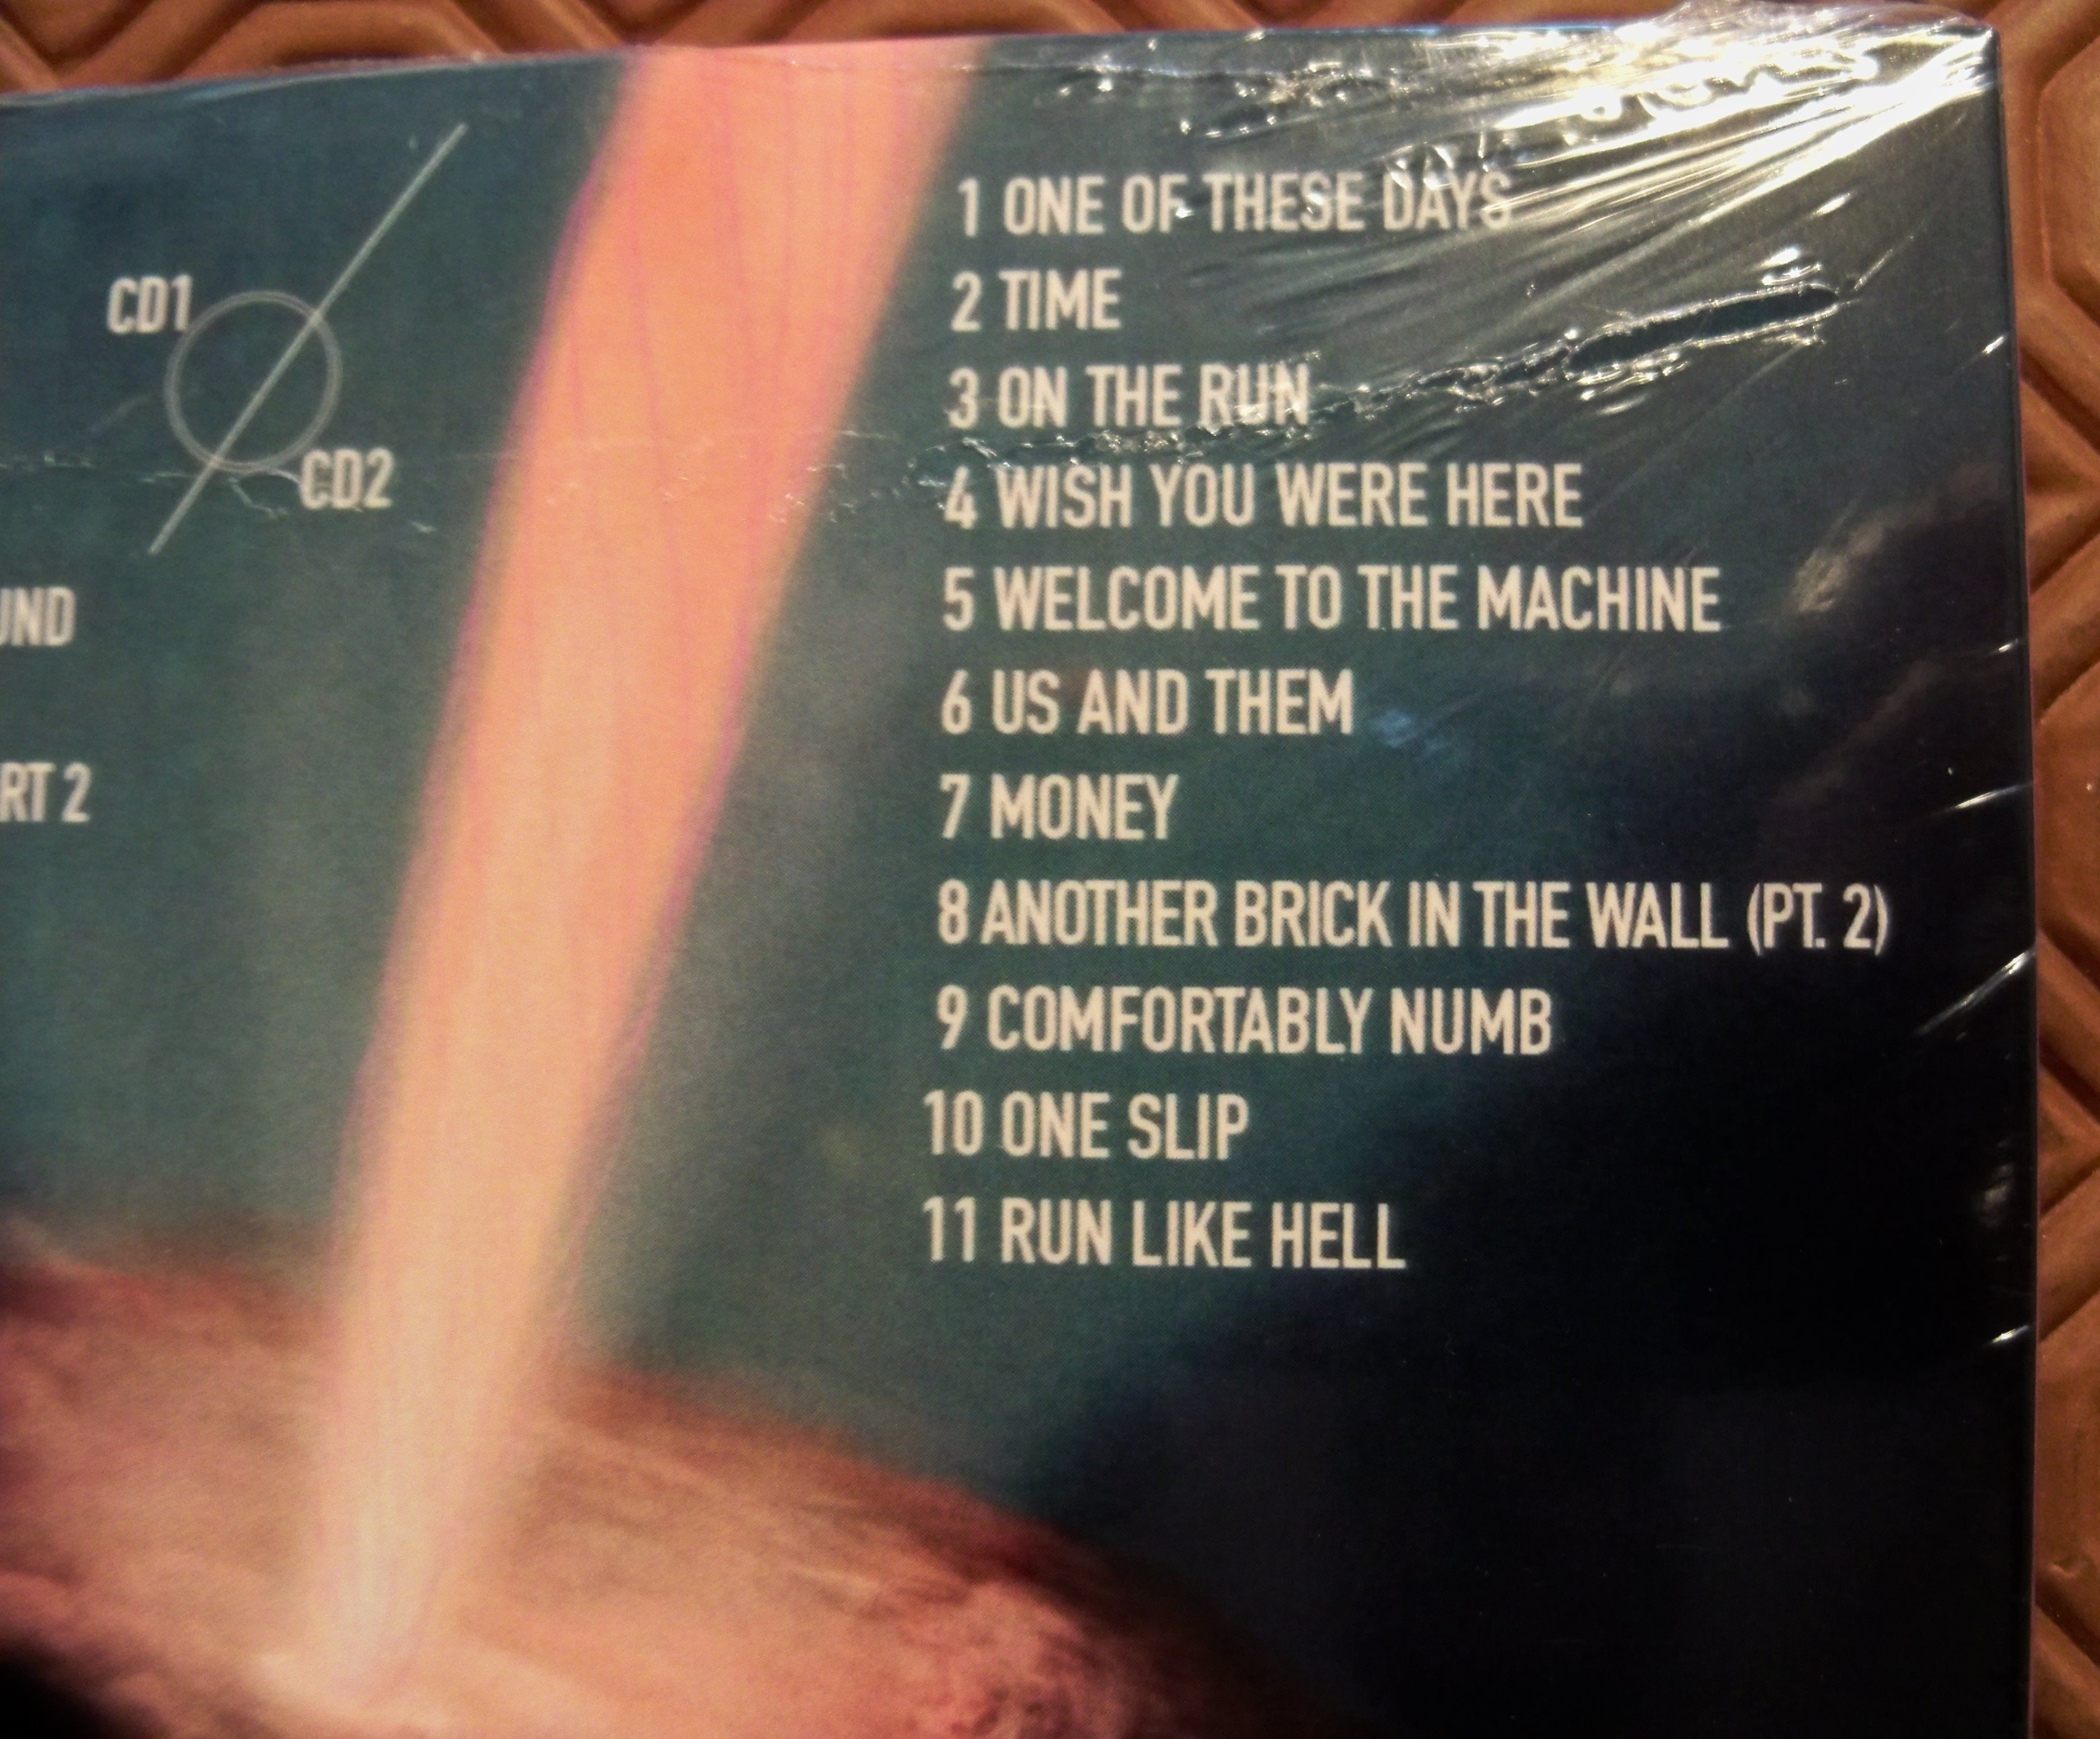 CD1
CD2
UND
RT 2
1 ONE OF THESE DAYS
2 TIME
3 ON THE RUN
4 WISH YOU WERE HERE
5 WELCOME TO THE MACHINE
6 US AND THEM
7 MONEY
8 ANOTHER BRICK IN THE WALL (PT. 2)
9 COMFORTABLY NUMB
10 ONE SLIP
11 RUN LIKE HELL